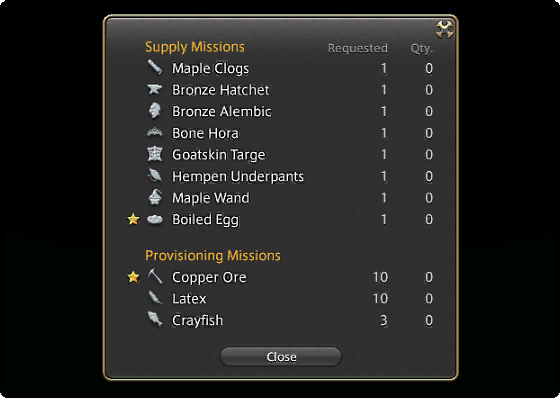 Supply Missions Requested Qty.
Maple Clogs 1 0
Bronze Hatchet 1 0
Bronze Alembic 1 0
Bone Hora 1 0
Goatskin Targe 1 0
Hempen Underpants 1 0
Maple Wand 1 0
Boiled Egg 1 0
Provisioning Missions
Copper Ore 10 0
Latex 10 0
Crayfish 3 0
Close